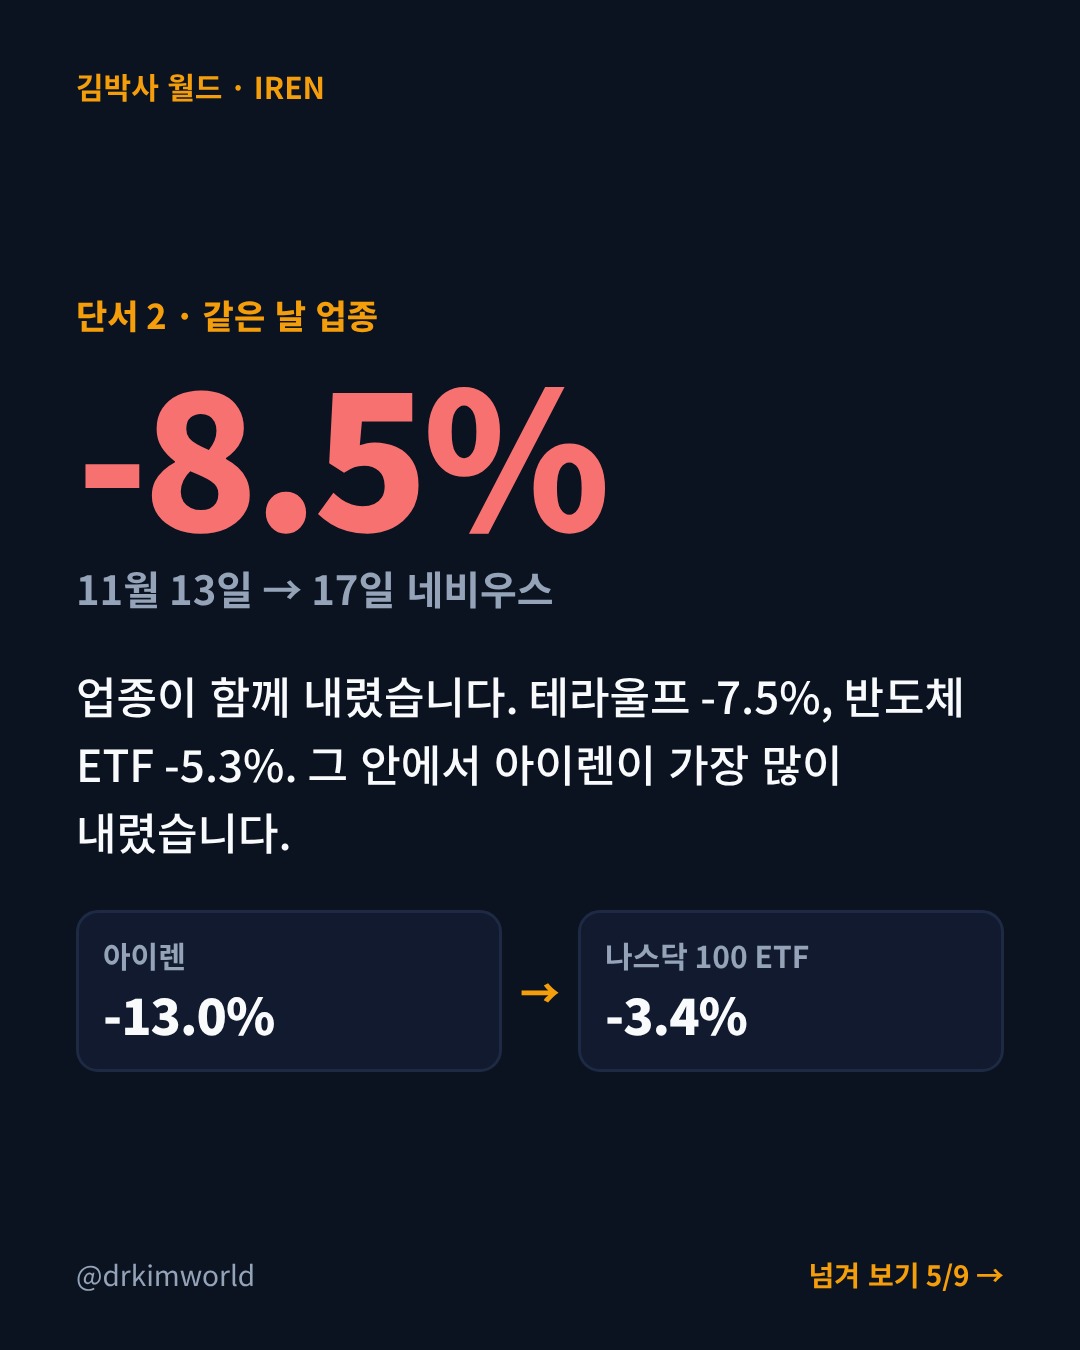 김박사 월드 · IREN
단서 2 · 같은 날 업종
-8.5%
11월 13일 → 17일 네비우스
업종이 함께 내렸습니다. 테라울프 -7.5%, 반도체
ETF -5.3%. 그 안에서 아이렌이 가장 많이
내렸습니다.
아이렌
-13.0%
→
나스닥 100 ETF
-3.4%
@drkimworld
넘겨 보기 5/9 →